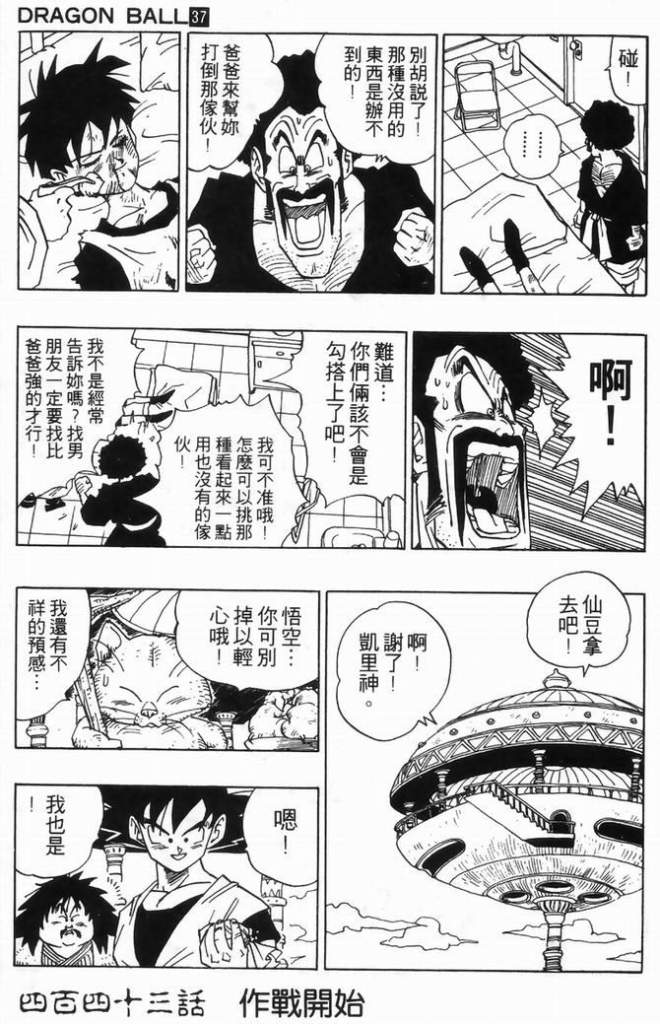 DRAGON BALL 37
碰！
……
別胡說了！
那種沒用的
東西是辦不
到的！
爸爸來幫妳
打倒那傢伙！
啊！
難道…
你們倆該不會是
勾搭上了吧！
我可不准哦！
怎麼可以挑那
種看起來一點
用也沒有的傢
伙！
我不是經常
告訴妳嗎？找男
朋友一定要找比
爸爸強的才行！
仙豆拿
去吧！
啊！
謝了！
凱里神。
悟空…
你可別
掉以輕
心哦！
我還有不
祥的預感…
嗯！
我也是
！
四百四十三話 作戰開始